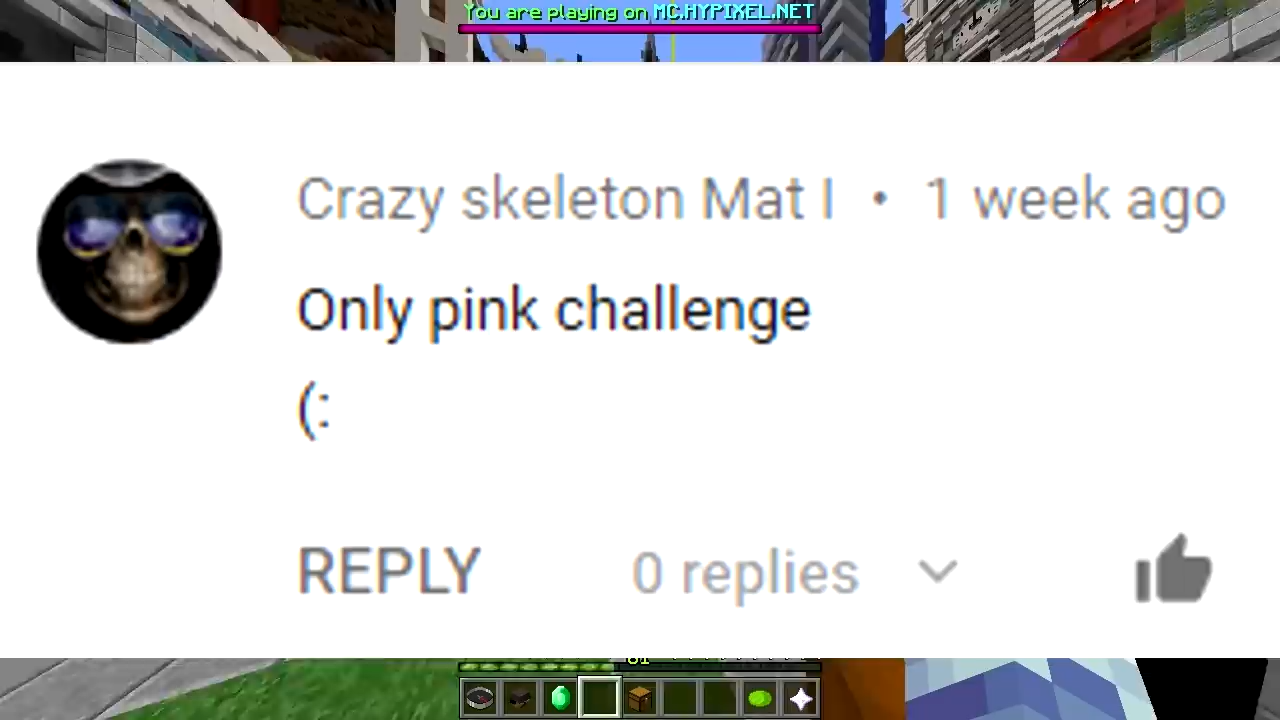 You are playing on MC.HYPIXEL.NET
Crazy skeleton Mat I • 1 week ago
Only pink challenge
(:
REPLY 0 replies